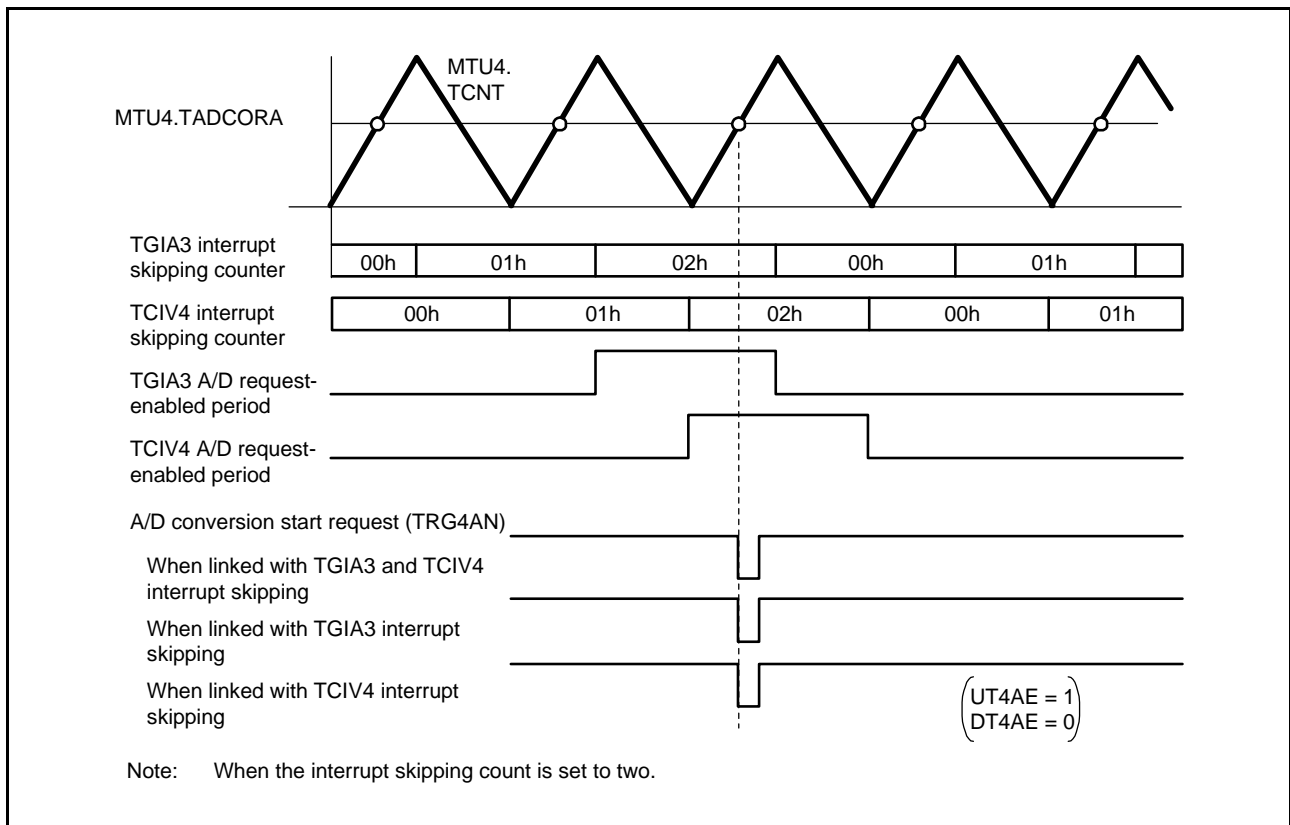 MTU4.
TCNT
MTU4.TADCORA
TGIA3 interrupt
skipping counter
00h 01h 02h 00h 01h
TCIV4 interrupt
skipping counter
00h 01h 02h 00h 01h
TGIA3 A/D request-
enabled period
TCIV4 A/D request-
enabled period
A/D conversion start request (TRG4AN)
When linked with TGIA3 and TCIV4
interrupt skipping
When linked with TGIA3 interrupt
skipping
When linked with TCIV4 interrupt
skipping
UT4AE = 1
DT4AE = 0
Note: When the interrupt skipping count is set to two.